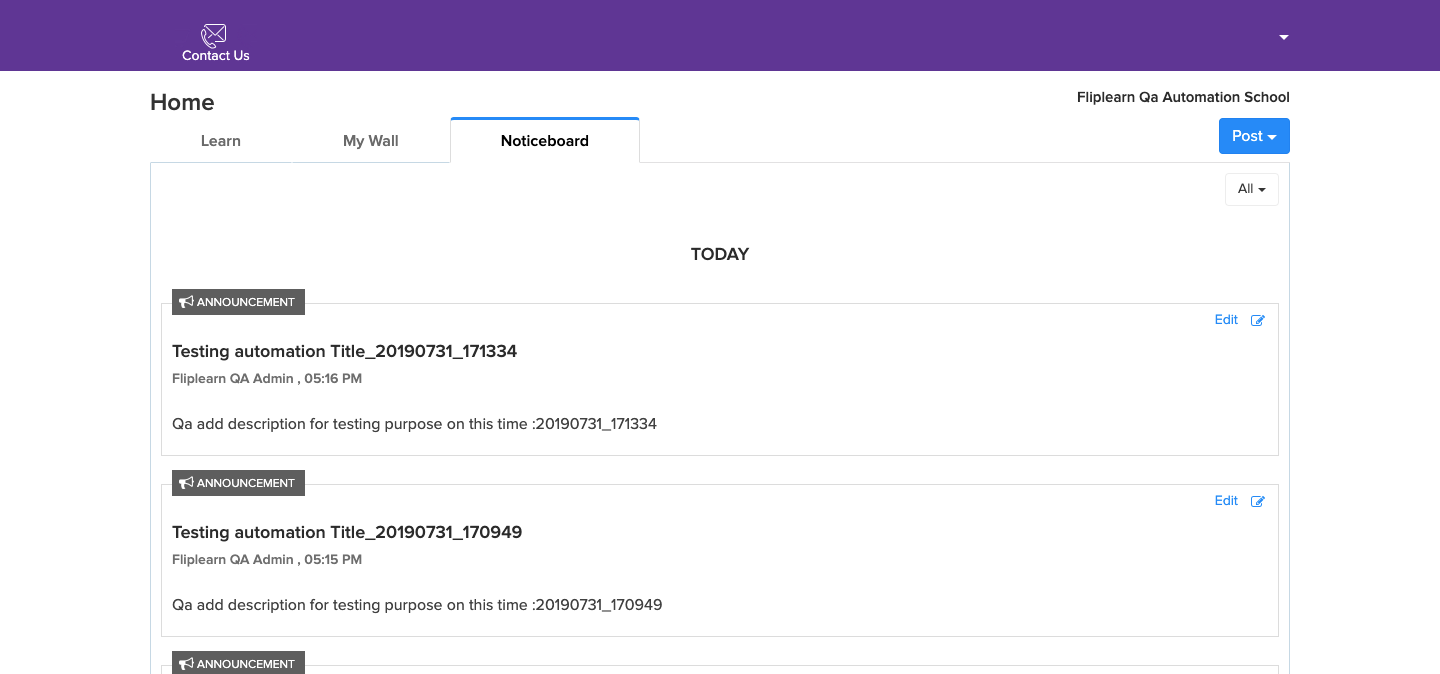 Contact Us
Home
Fliplearn Qa Automation School
Learn
My Wall
Noticeboard
Post
All
TODAY
ANNOUNCEMENT
Edit
Testing automation Title_20190731_171334
Fliplearn QA Admin , 05:16 PM
Qa add description for testing purpose on this time :20190731_171334
ANNOUNCEMENT
Edit
Testing automation Title_20190731_170949
Fliplearn QA Admin , 05:15 PM
Qa add description for testing purpose on this time :20190731_170949
ANNOUNCEMENT